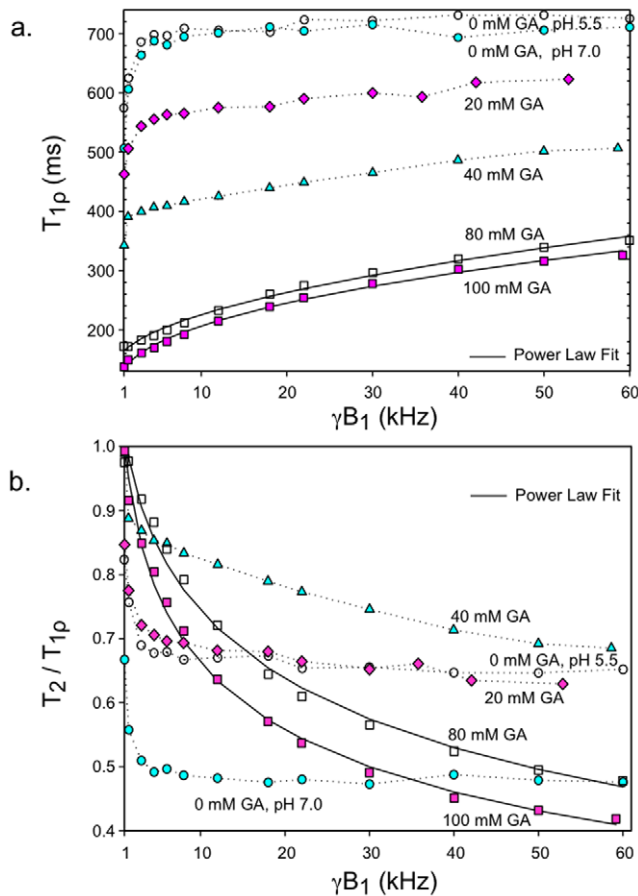 a.
700
600
500
400
300
200
T1ρ (ms)
0 mM GA, pH 5.5
0 mM GA, pH 7.0
20 mM GA
40 mM GA
80 mM GA
100 mM GA
Power Law Fit
1 10 20 30 40 50 60
γB1 (kHz)
b.
1.0
0.9
0.8
0.7
0.6
0.5
0.4
T2 / T1ρ
Power Law Fit
40 mM GA
0 mM GA, pH 5.5
20 mM GA
80 mM GA
0 mM GA, pH 7.0
100 mM GA
1 10 20 30 40 50 60
γB1 (kHz)